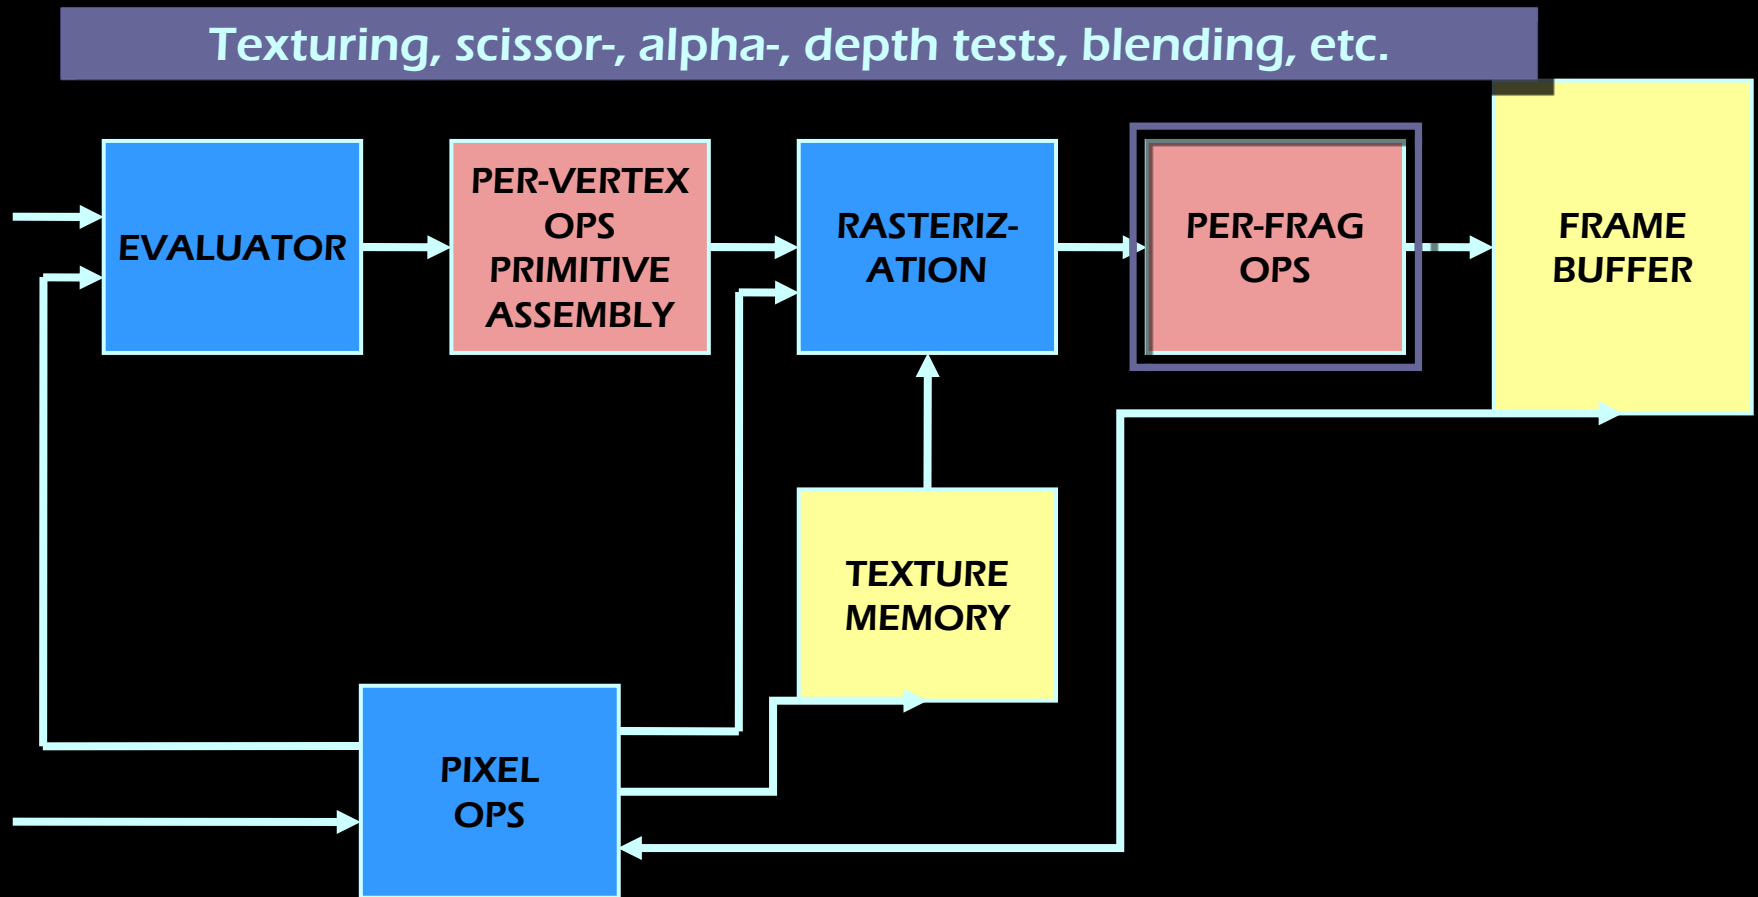 Texturing, scissor-, alpha-, depth tests, blending, etc.
EVALUATOR
PER-VERTEX
OPS
PRIMITIVE
ASSEMBLY
RASTERIZ-
ATION
PER-FRAG
OPS
FRAME
BUFFER
TEXTURE
MEMORY
PIXEL
OPS